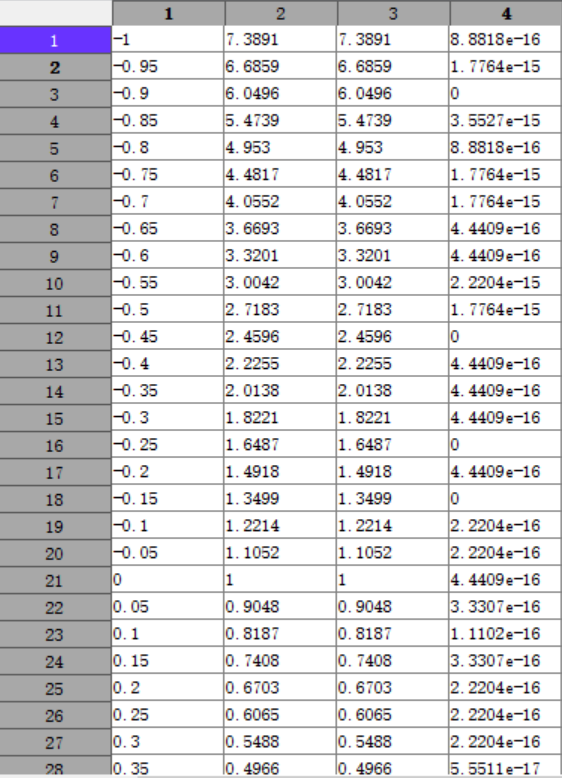 1 2 3 4
1 -1 7.3891 7.3891 8.8818e-16
2 -0.95 6.6859 6.6859 1.7764e-15
3 -0.9 6.0496 6.0496 0
4 -0.85 5.4739 5.4739 3.5527e-15
5 -0.8 4.953 4.953 8.8818e-16
6 -0.75 4.4817 4.4817 1.7764e-15
7 -0.7 4.0552 4.0552 1.7764e-15
8 -0.65 3.6693 3.6693 4.4409e-16
9 -0.6 3.3201 3.3201 4.4409e-16
10 -0.55 3.0042 3.0042 2.2204e-15
11 -0.5 2.7183 2.7183 1.7764e-15
12 -0.45 2.4596 2.4596 0
13 -0.4 2.2255 2.2255 4.4409e-16
14 -0.35 2.0138 2.0138 4.4409e-16
15 -0.3 1.8221 1.8221 4.4409e-16
16 -0.25 1.6487 1.6487 0
17 -0.2 1.4918 1.4918 4.4409e-16
18 -0.15 1.3499 1.3499 0
19 -0.1 1.2214 1.2214 2.2204e-16
20 -0.05 1.1052 1.1052 2.2204e-16
21 0 1 1 4.4409e-16
22 0.05 0.9048 0.9048 3.3307e-16
23 0.1 0.8187 0.8187 1.1102e-16
24 0.15 0.7408 0.7408 3.3307e-16
25 0.2 0.6703 0.6703 2.2204e-16
26 0.25 0.6065 0.6065 2.2204e-16
27 0.3 0.5488 0.5488 2.2204e-16
28 0.35 0.4966 0.4966 5.5511e-17